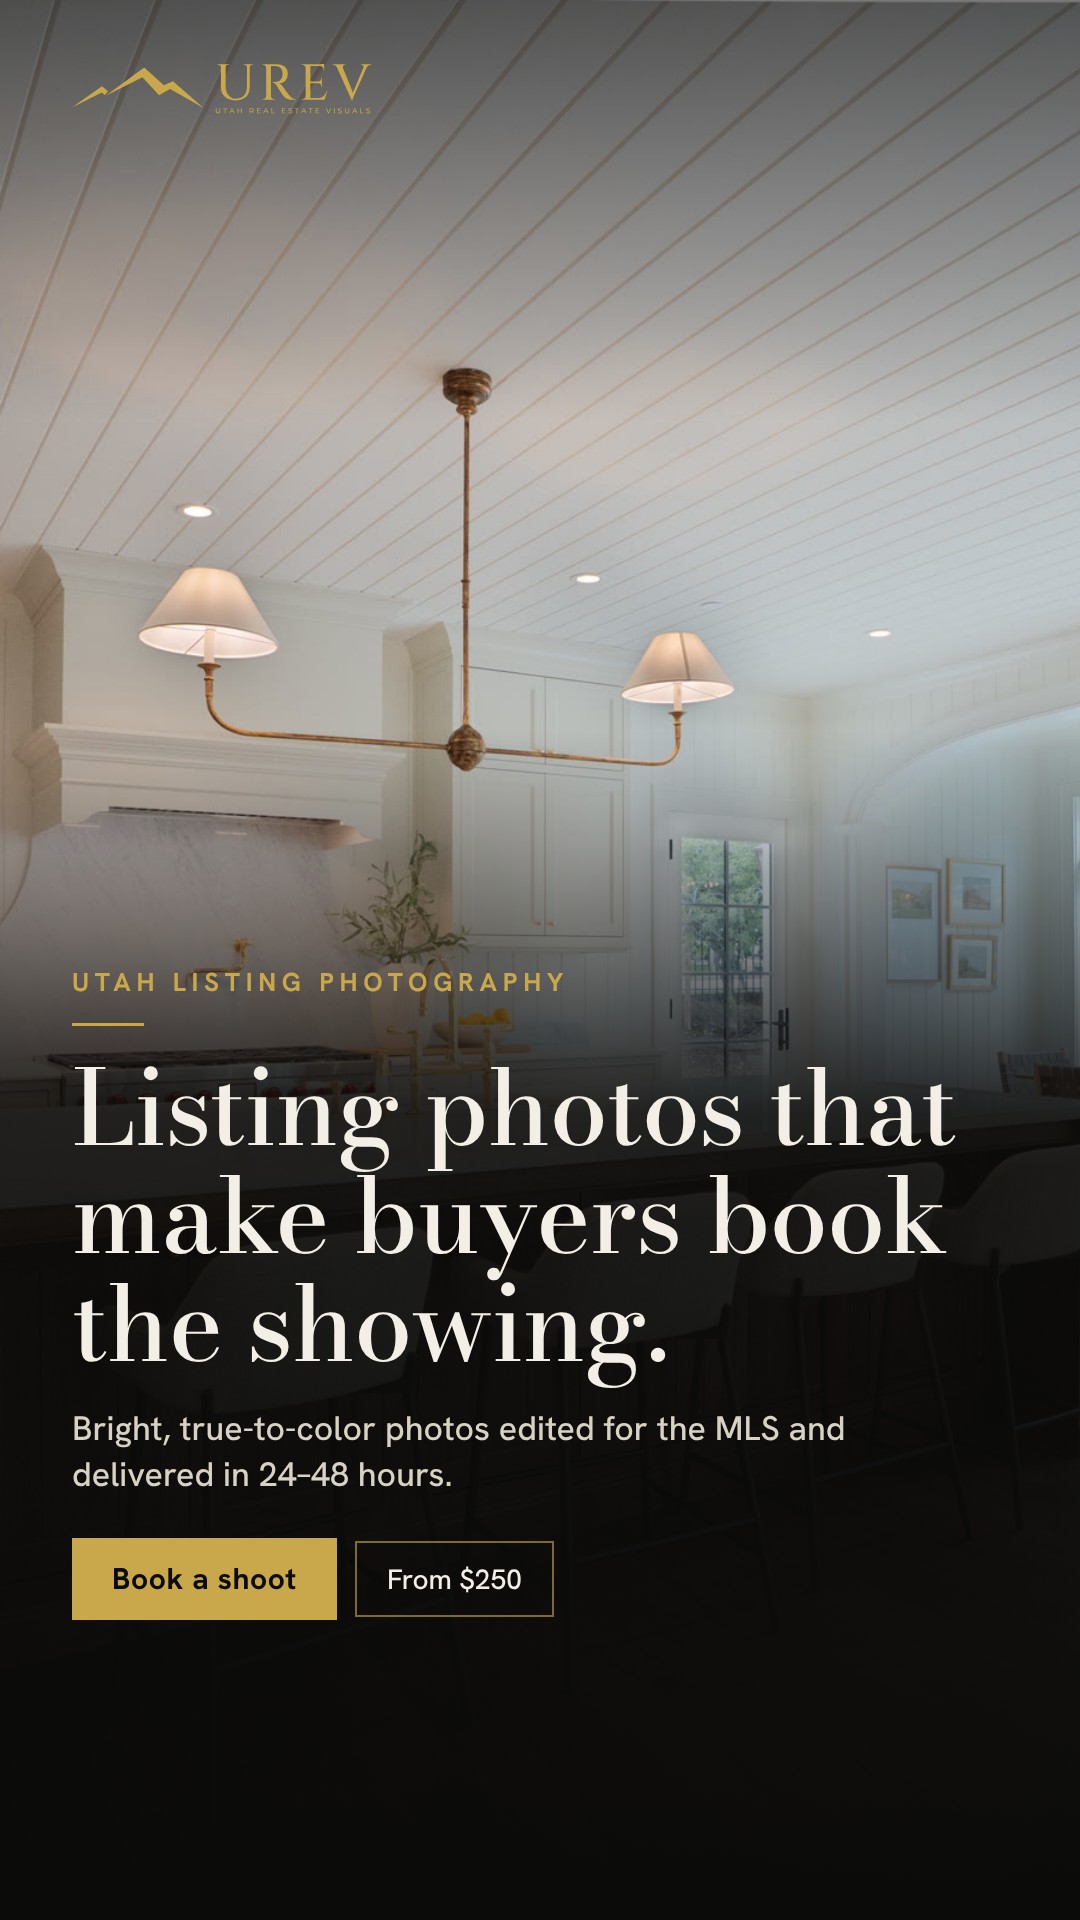 UREV
UTAH REAL ESTATE VISUALS
UTAH LISTING PHOTOGRAPHY
Listing photos that
make buyers book
the showing.
Bright, true-to-color photos edited for the MLS and
delivered in 24–48 hours.
Book a shoot
From $250